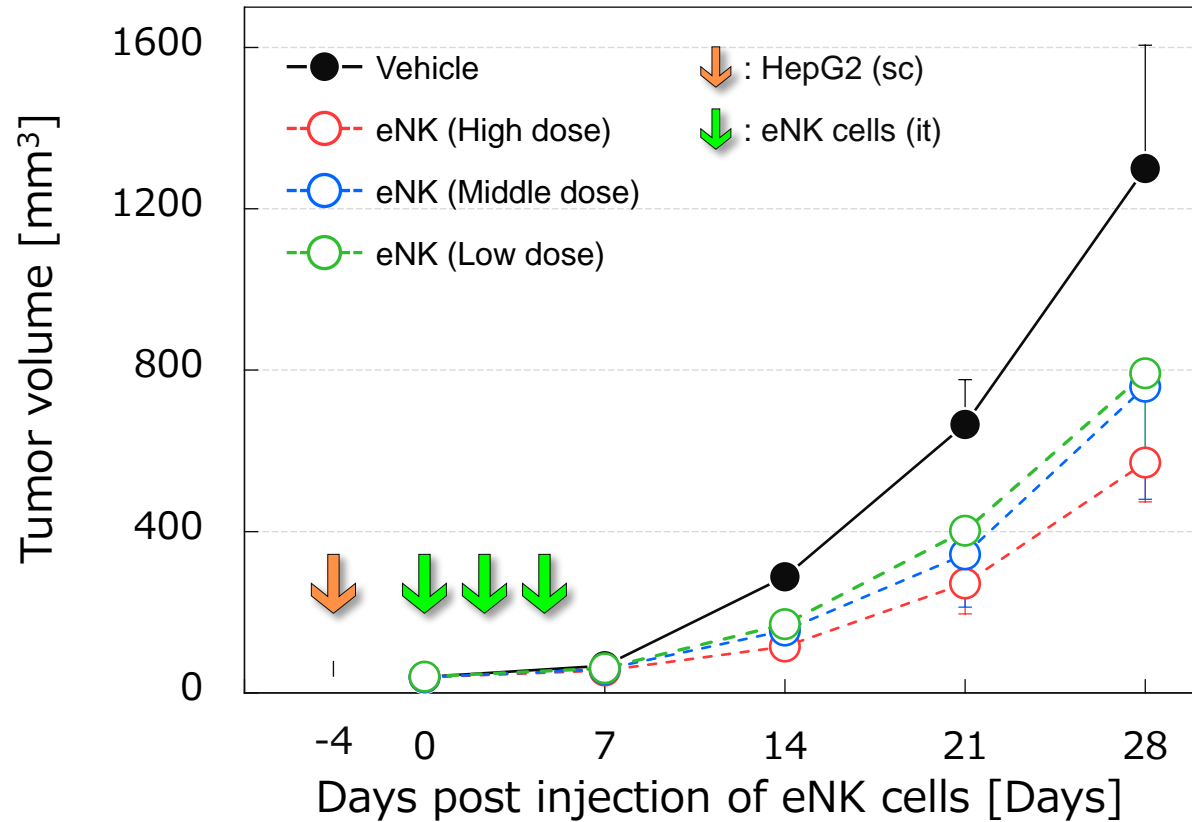 Tumor volume [mm³]
1600
1200
800
400
0
Vehicle
eNK (High dose)
eNK (Middle dose)
eNK (Low dose)
: HepG2 (sc)
: eNK cells (it)
-4 0 7 14 21 28
Days post injection of eNK cells [Days]